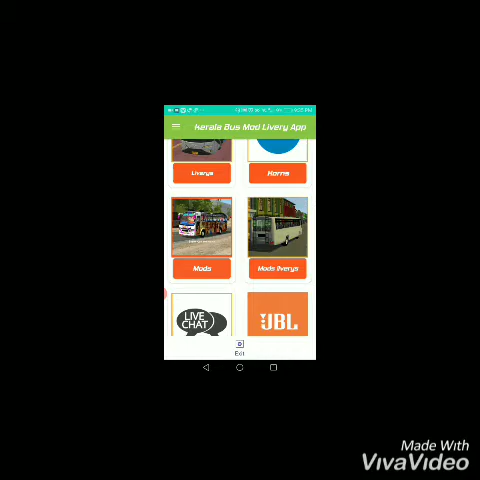 Kerala Bus Mod Livery App
Liverys
Horns
Mods
Mods liverys
LIVE
CHAT
JBL
Exit
Made With
VivaVideo